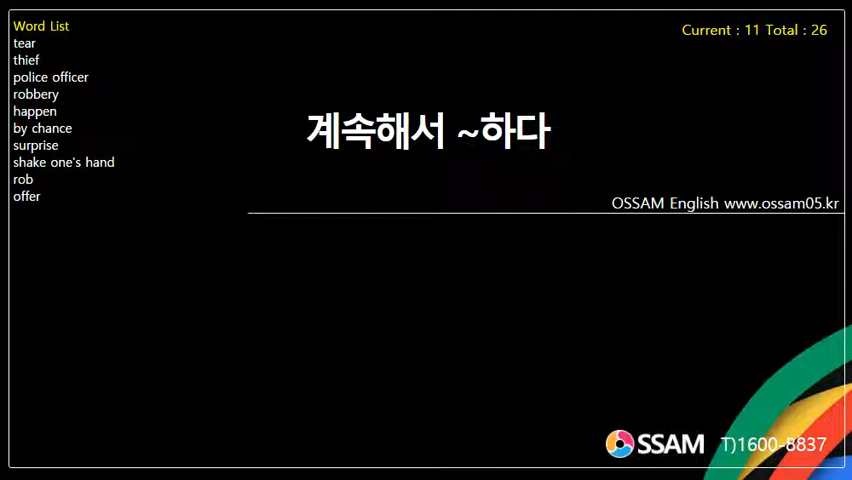 Word List
tear
thief
police officer
robbery
happen
by chance
surprise
shake one's hand
rob
offer
Current : 11 Total : 26
계속해서 ~하다
OSSAM English www.ossam05.kr
OSSAM T)1600-8837